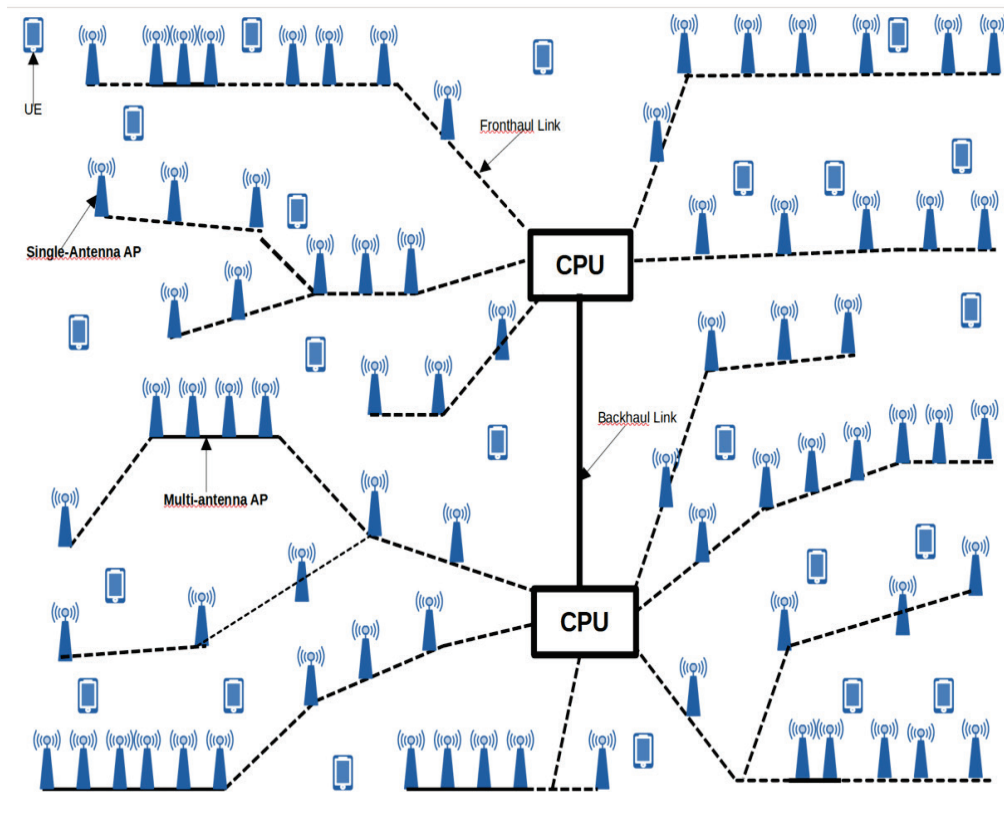 UE
Fronthaul Link
Single-Antenna AP
CPU
Backhaul Link
Multi-antenna AP
CPU